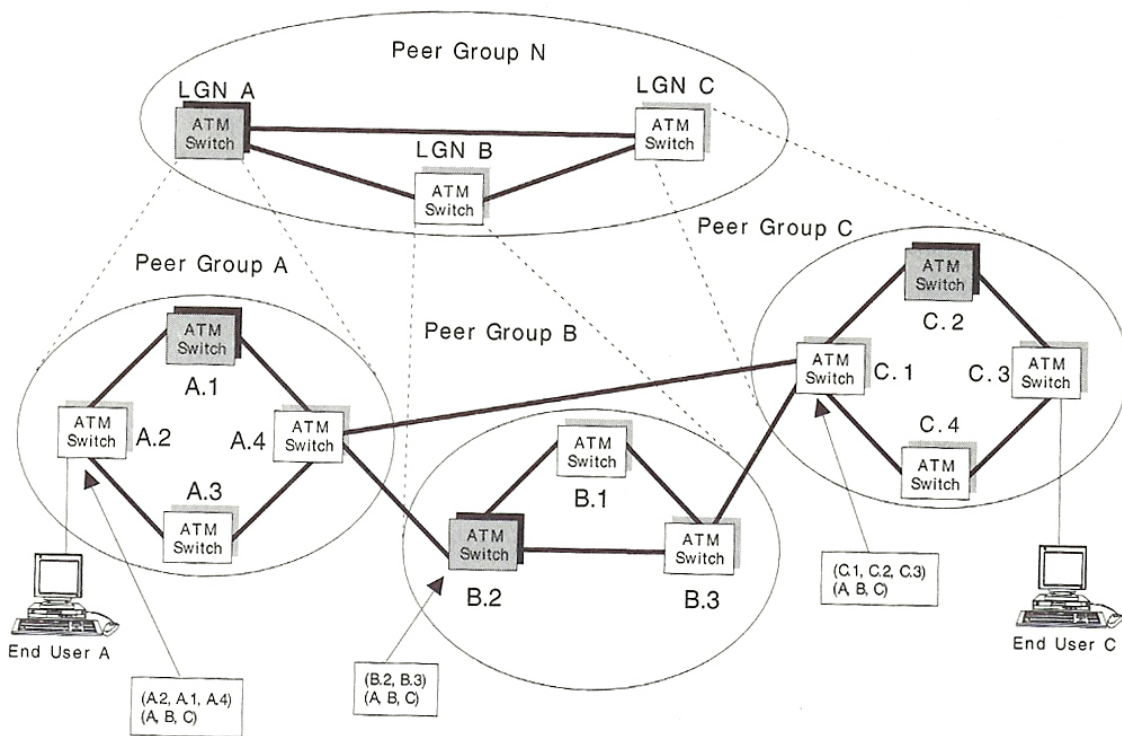 Peer Group N
LGN A
LGN C
ATM
Switch
ATM
Switch
LGN B
ATM
Switch
Peer Group C
Peer Group A
ATM
Switch
C.2
Peer Group B
ATM
Switch
A.1
ATM
Switch
C.1
C.3
ATM
Switch
ATM
Switch
A.2
A.4
ATM
Switch
C.4
ATM
Switch
ATM
Switch
B.1
A.3
ATM
Switch
ATM
Switch
B.2
ATM
Switch
B.3
(C.1, C.2, C.3)
(A, B, C)
End User A
End User C
(A.2, A.1, A.4)
(A, B, C)
(B.2, B.3)
(A, B, C)